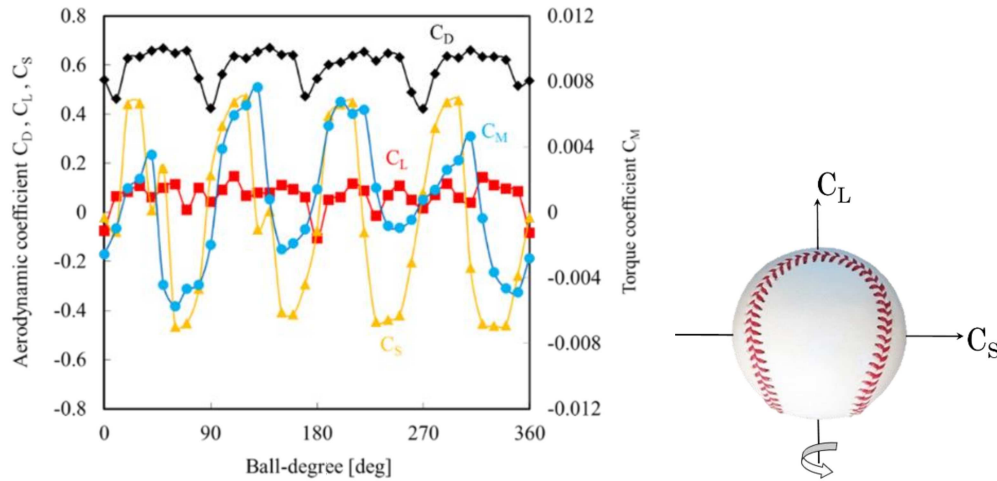 0.8
0.6
0.4
0.2
0
-0.2
-0.4
-0.6
-0.8
Aerodynamic coefficient C_D , C_L , C_S
0.012
0.008
0.004
0
-0.004
-0.008
-0.012
Torque coefficient C_M
C_D
C_M
C_L
C_S
0 90 180 270 360
Ball-degree [deg]
C_L
C_S